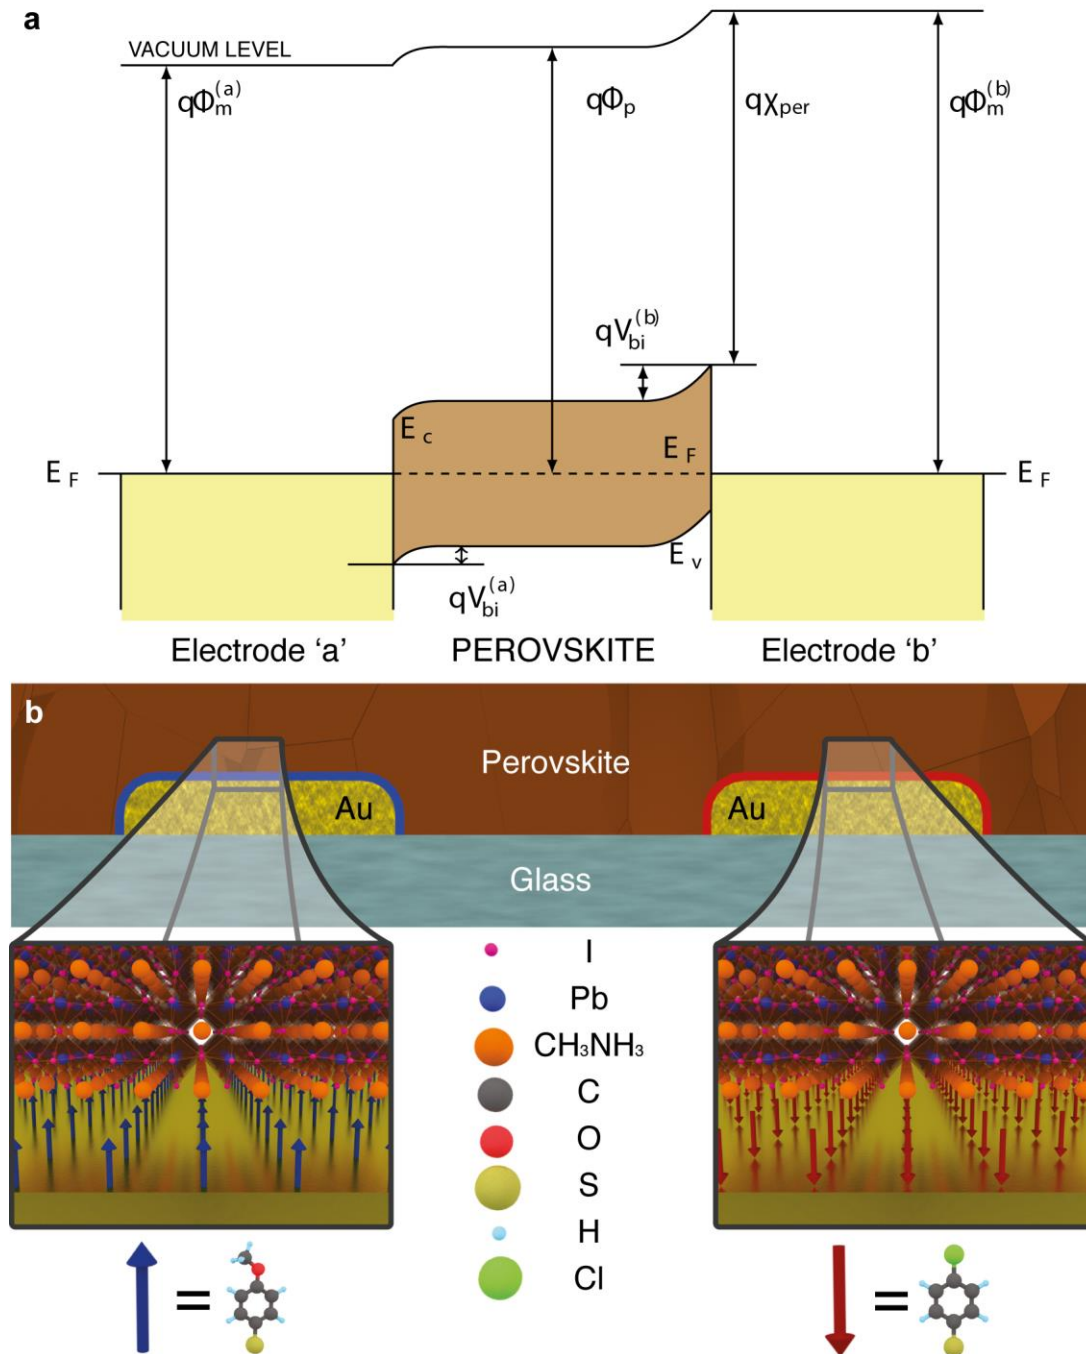 a
VACUUM LEVEL
qΦm(a)
qΦp
qχper
qΦm(b)
qVbi(b)
Ec
EF
EF
EF
Ev
qVbi(a)
Electrode ‘a’
PEROVSKITE
Electrode ‘b’
b
Perovskite
Au
Au
Glass
I
Pb
CH₃NH₃
C
O
S
H
Cl
=
=